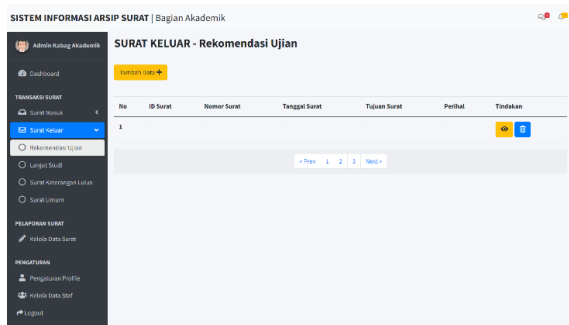 SISTEM INFORMASI ARSIP SURAT | Bagian Akademik
Admin Kabag Akademik
SURAT KELUAR - Rekomendasi Ujian
Dashboard
Tambah Data +
TRANSAKSI SURAT
Surat Masuk
Surat Keluar
Rekomendasi Ujian
Lanjut Studi
Surat Keterangan Lulus
Surat Umum
PELAPORAN SURAT
Kelola Data Surat
PENGATURAN
Pengaturan Profile
Kelola Data Staf
Logout
No ID Surat Nomor Surat Tanggal Surat Tujuan Surat Perihal Tindakan
1
« Prev 1 2 3 Next »